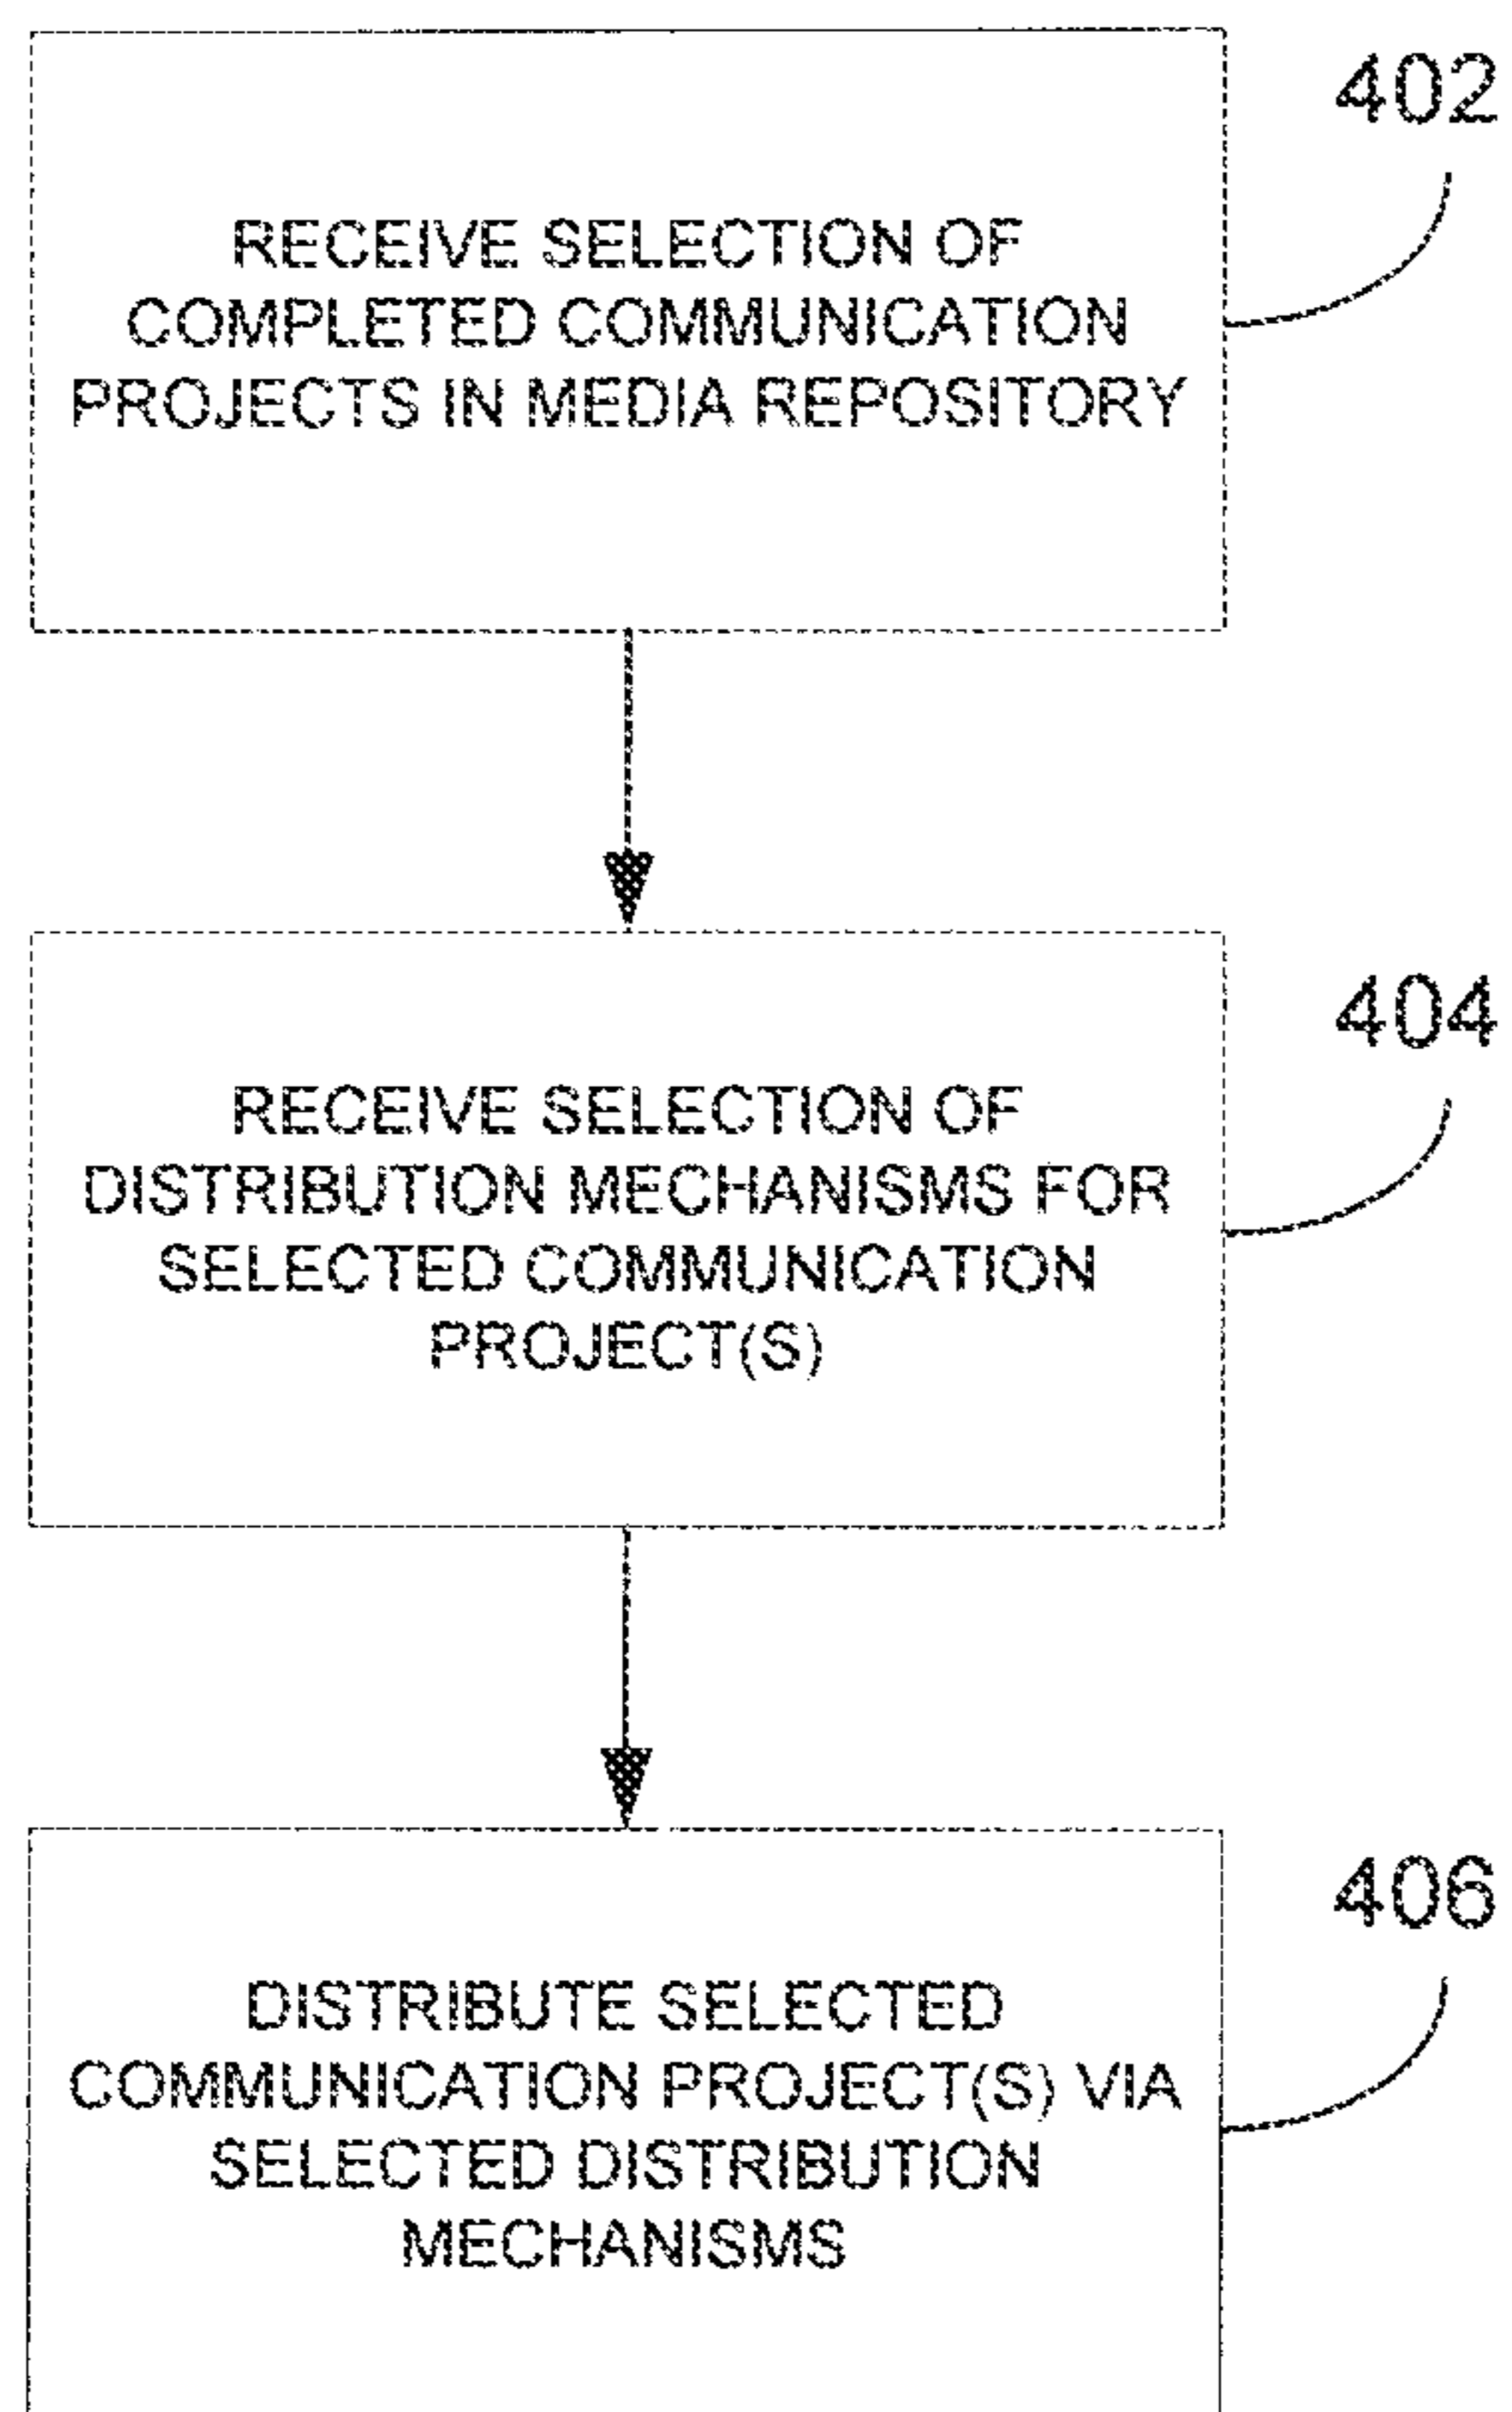 402
RECEIVE SELECTION OF
COMPLETED COMMUNICATION
PROJECTS IN MEDIA REPOSITORY
404
RECEIVE SELECTION OF
DISTRIBUTION MECHANISMS FOR
SELECTED COMMUNICATION
PROJECT(S)
406
DISTRIBUTE SELECTED
COMMUNICATION PROJECT(S) VIA
SELECTED DISTRIBUTION
MECHANISMS